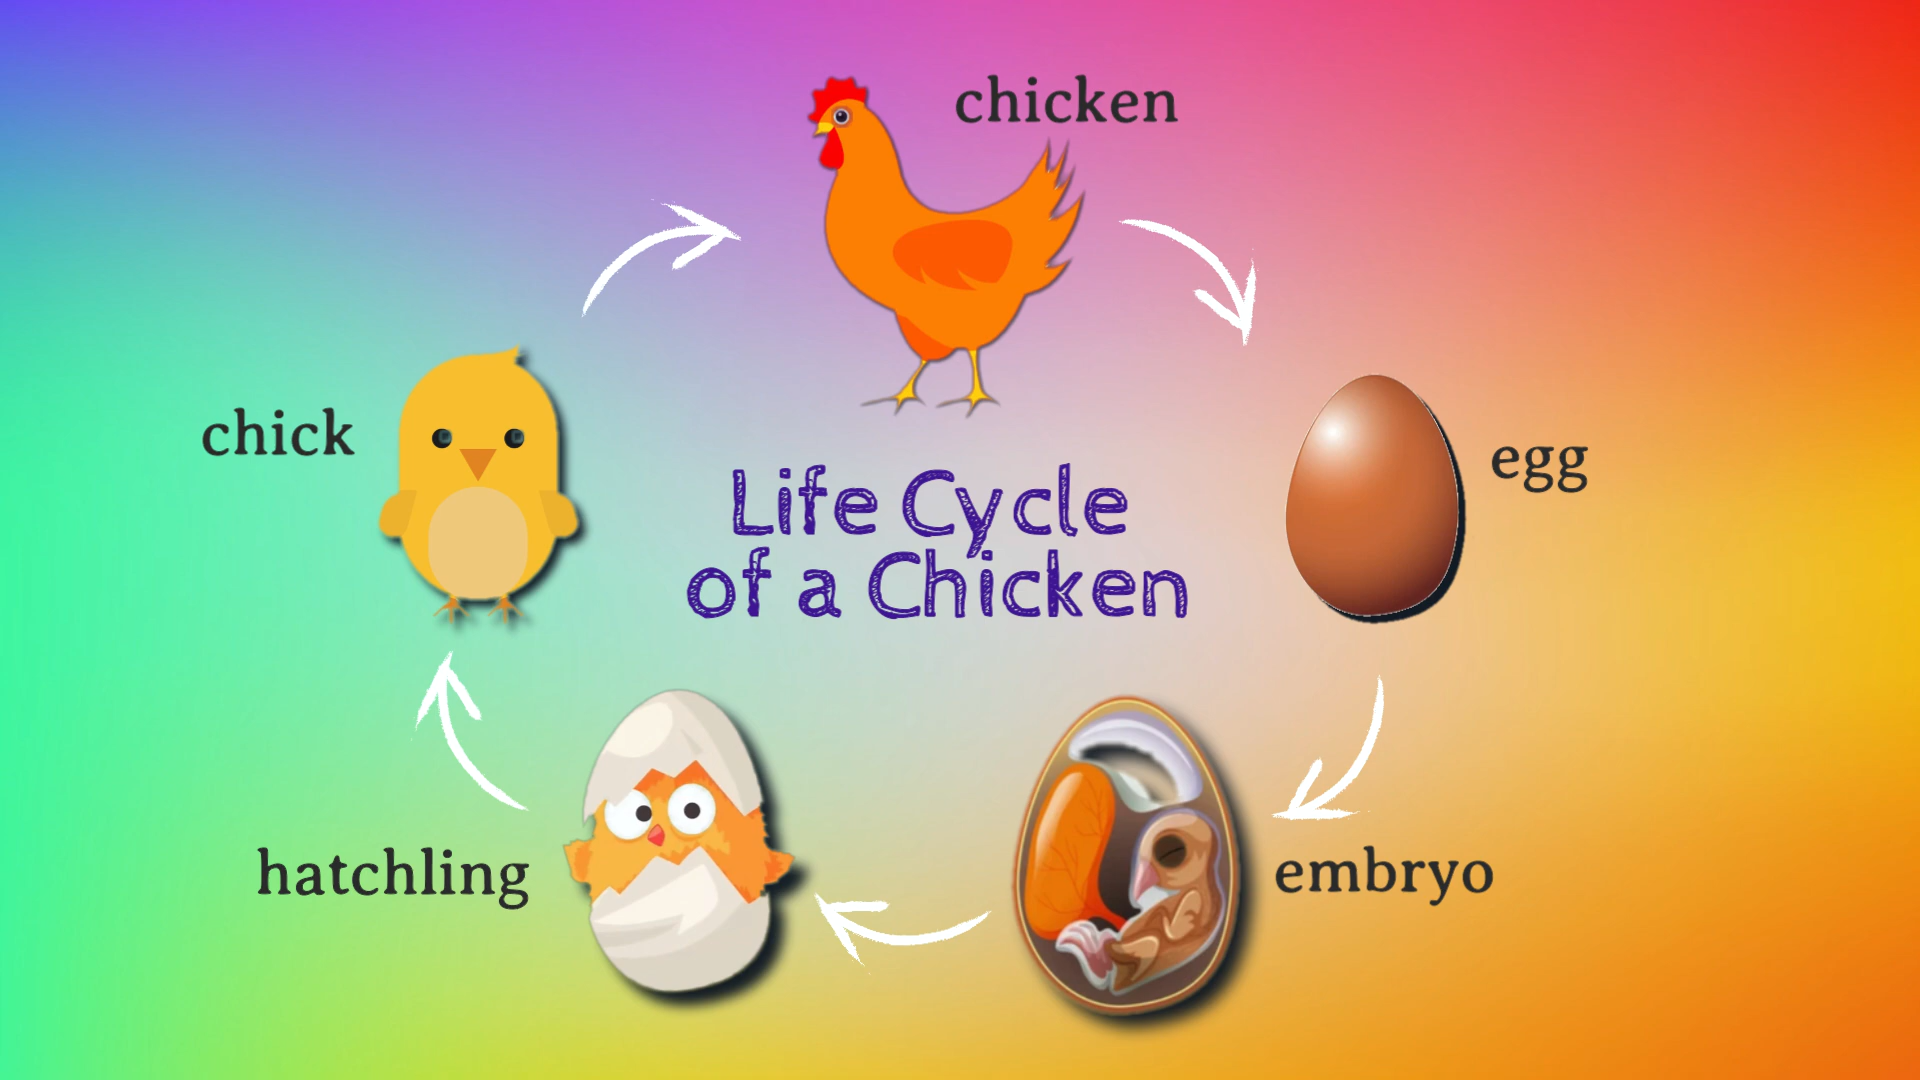 chicken
chick
egg
Life Cycle
of a Chicken
hatchling
embryo